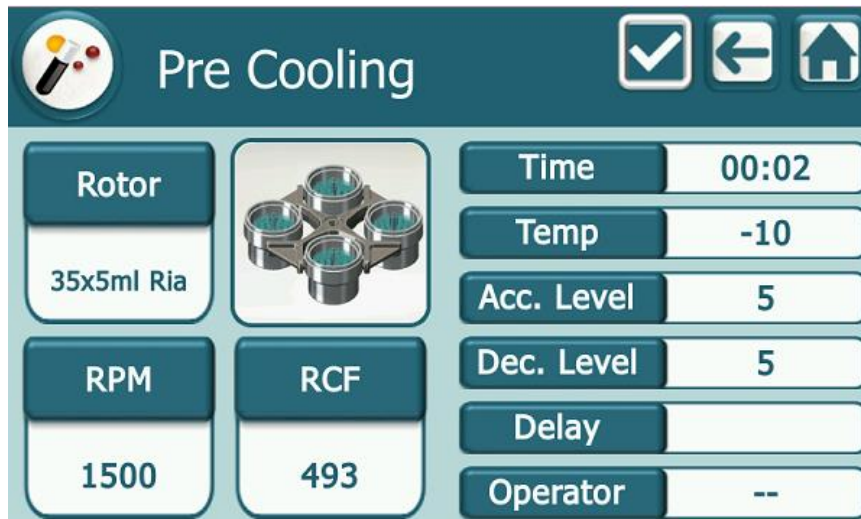 Pre Cooling
Rotor
35x5ml Ria
RPM
1500
RCF
493
Time 00:02
Temp -10
Acc. Level 5
Dec. Level 5
Delay
Operator --